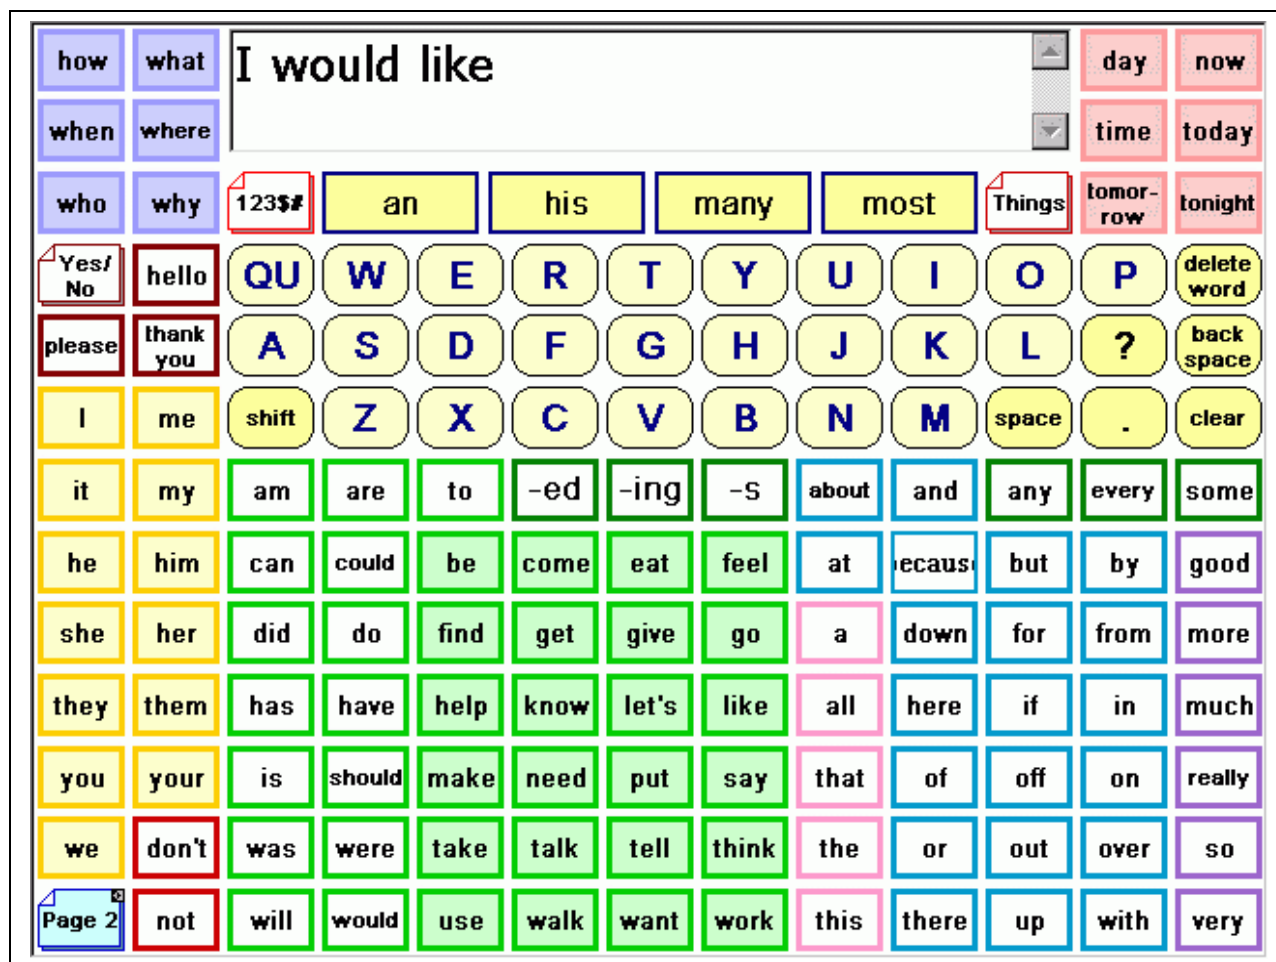 how what I would like day now
when where time today
who why 123$# an his many most Things tomor-row tonight
Yes/No hello QU W E R T Y U I O P delete word
please thank you A S D F G H J K L ? back space
I me shift Z X C V B N M space . clear
it my am are to -ed -ing -s about and any every some
he him can could be come eat feel at ecaus but by good
she her did do find get give go a down for from more
they them has have help know let's like all here if in much
you your is should make need put say that of off on really
we don't was were take talk tell think the or out over so
Page 2 not will would use walk want work this there up with very